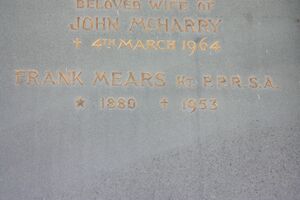 BELOVED WIFE OF
JOHN McHARRY
✝ 4TH MARCH 1964
FRANK MEARS KT. P.P.R.S.A.
★ 1880 ✝ 1953